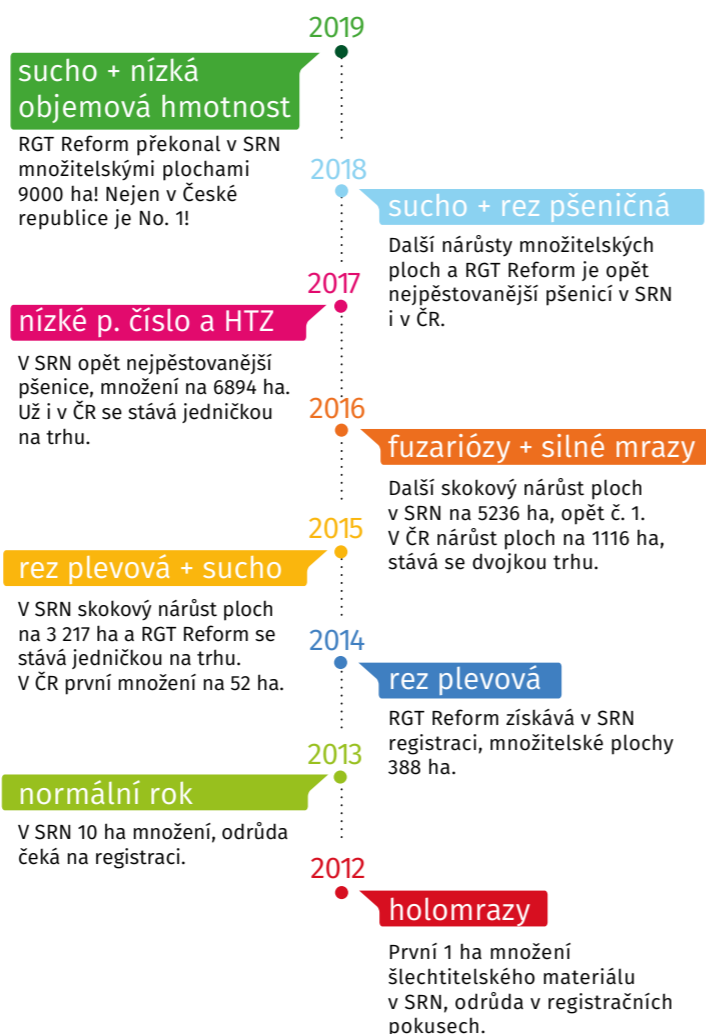 2019
sucho + nízká
objemová hmotnost
RGT Reform překonal v SRN
množitelskými plochami
9000 ha! Nejen v České
republice je No. 1!
2018
sucho + rez pšeničná
Další nárůsty množitelských
ploch a RGT Reform je opět
nejpěstovanější pšenicí v SRN
i v ČR.
2017
nízké p. číslo a HTZ
V SRN opět nejpěstovanější
pšenice, množení na 6894 ha.
Už i v ČR se stává jedničkou
na trhu.
2016
fuzariózy + silné mrazy
Další skokový nárůst ploch
v SRN na 5236 ha, opět č. 1.
V ČR nárůst ploch na 1116 ha,
stává se dvojkou trhu.
2015
rez plevová + sucho
V SRN skokový nárůst ploch
na 3 217 ha a RGT Reform se
stává jedničkou na trhu.
V ČR první množení na 52 ha.
2014
rez plevová
RGT Reform získává v SRN
registraci, množitelské plochy
388 ha.
2013
normální rok
V SRN 10 ha množení, odrůda
čeká na registraci.
2012
holomrazy
První 1 ha množení
šlechtitelského materiálu
v SRN, odrůda v registračních
pokusech.